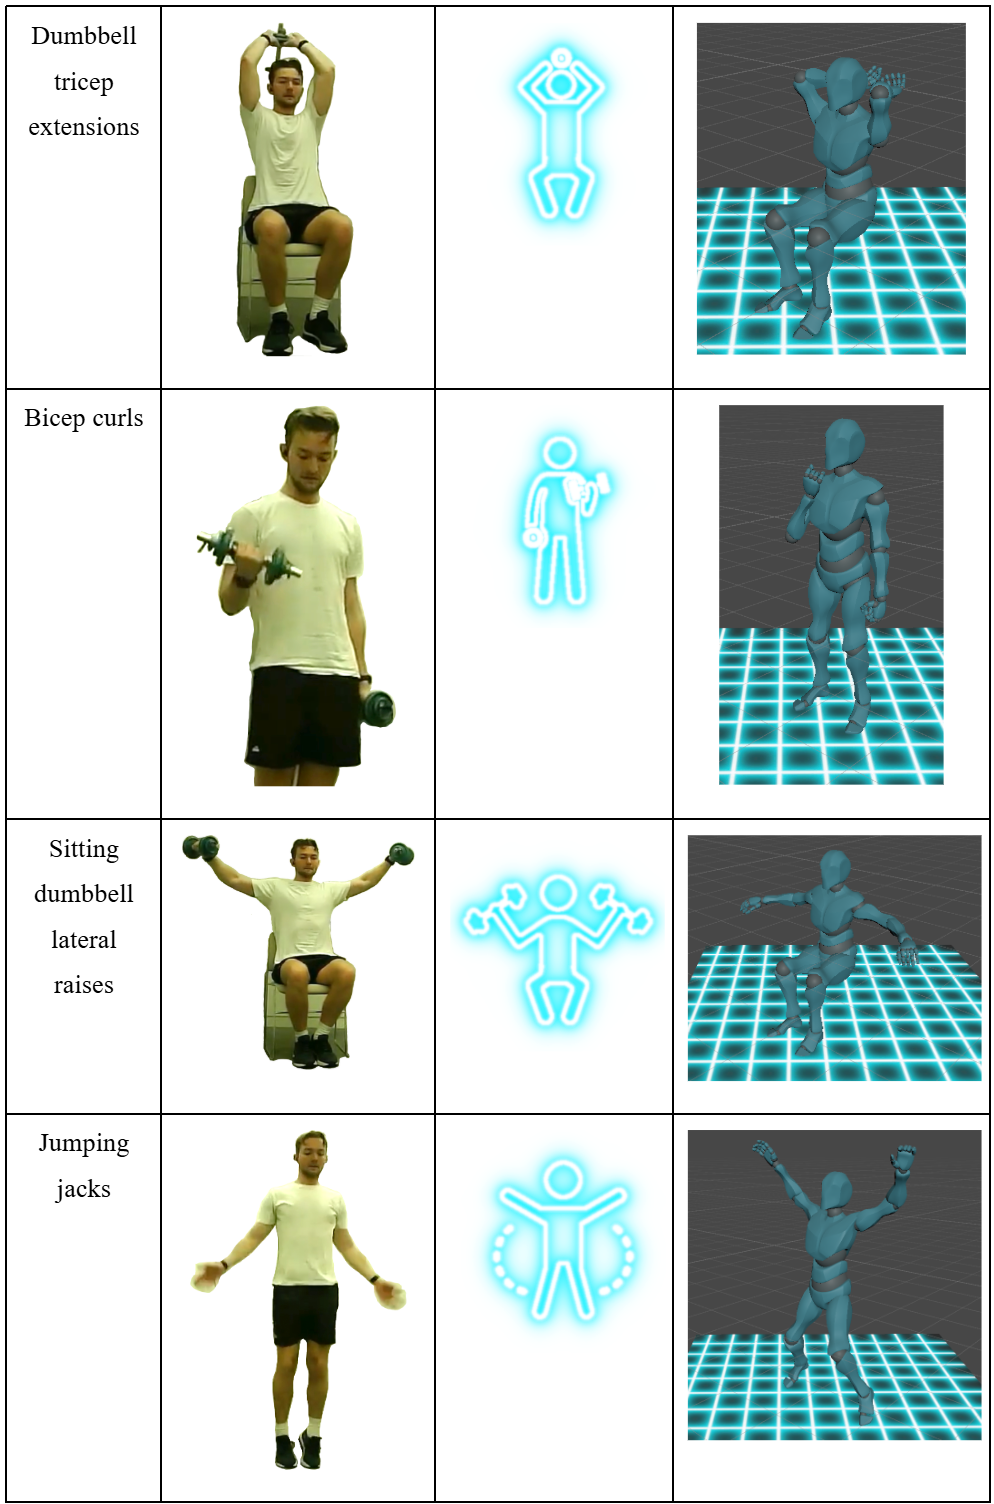 Dumbbell
tricep
extensions
Bicep curls
Sitting
dumbbell
lateral
raises
Jumping
jacks